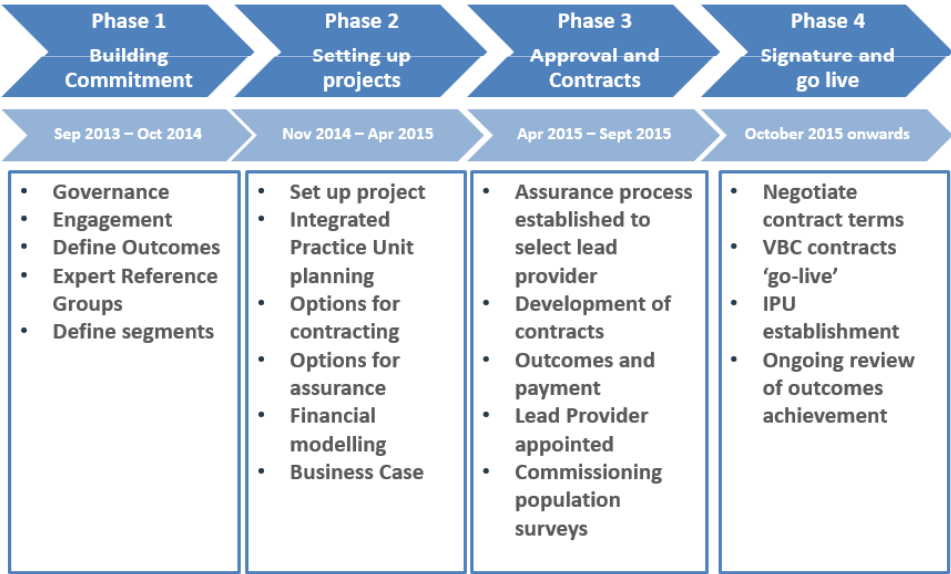 Phase 1
Building
Commitment
Phase 2
Setting up
projects
Phase 3
Approval and
Contracts
Phase 4
Signature and
go live
Sep 2013 – Oct 2014
Nov 2014 – Apr 2015
Apr 2015 – Sept 2015
October 2015 onwards
• Governance
• Engagement
• Define Outcomes
• Expert Reference
Groups
• Define segments
• Set up project
• Integrated
Practice Unit
planning
• Options for
contracting
• Options for
assurance
• Financial
modelling
• Business Case
• Assurance process
established to
select lead
provider
• Development of
contracts
• Outcomes and
payment
• Lead Provider
appointed
• Commissioning
population
surveys
• Negotiate
contract terms
• VBC contracts
‘go-live’
• IPU
establishment
• Ongoing review
of outcomes
achievement